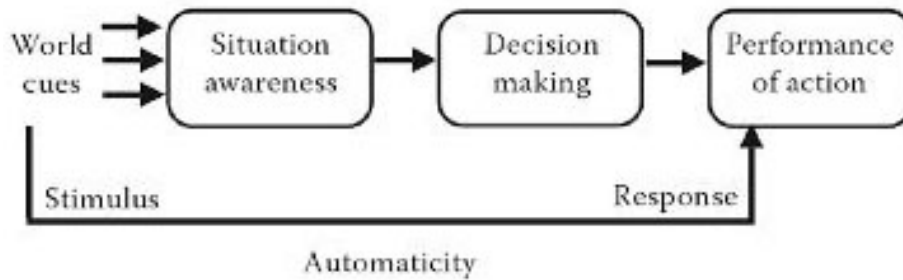 World
cues
Situation
awareness
Decision
making
Performance
of action
Stimulus
Response
Automaticity